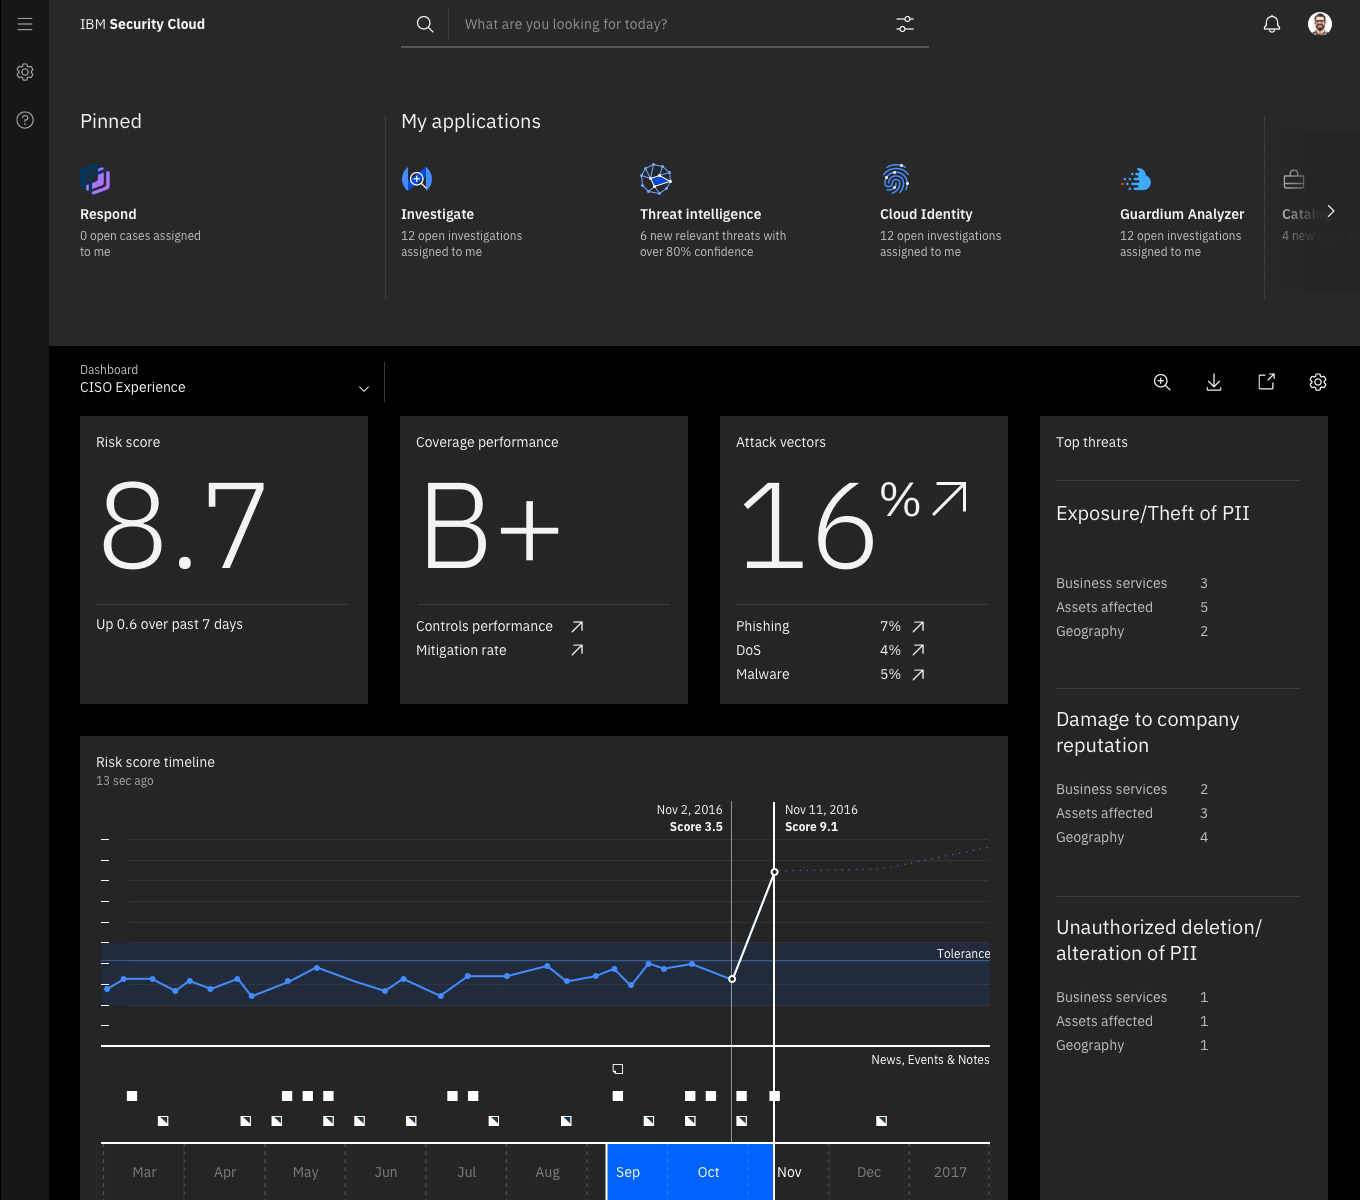 IBM Security Cloud
What are you looking for today?
Pinned
My applications
Respond
0 open cases assigned
to me
Investigate
12 open investigations
assigned to me
Threat intelligence
6 new relevant threats with
over 80% confidence
Cloud Identity
12 open investigations
assigned to me
Guardium Analyzer
12 open investigations
assigned to me
4 new
Dashboard
CISO Experience
Risk score
8.7
Up 0.6 over past 7 days
Coverage performance
B+
Controls performance
Mitigation rate
Attack vectors
16%
Phishing 7%
DoS 4%
Malware 5%
Top threats
Exposure/Theft of PII
Business services 3
Assets affected 5
Geography 2
Damage to company
reputation
Business services 2
Assets affected 3
Geography 4
Unauthorized deletion/
alteration of PII
Business services 1
Assets affected 1
Geography 1
Risk score timeline
13 sec ago
Nov 2, 2016
Score 3.5
Nov 11, 2016
Score 9.1
Tolerance
News, Events & Notes
Mar Apr May Jun Jul Aug Sep Oct Nov Dec 2017